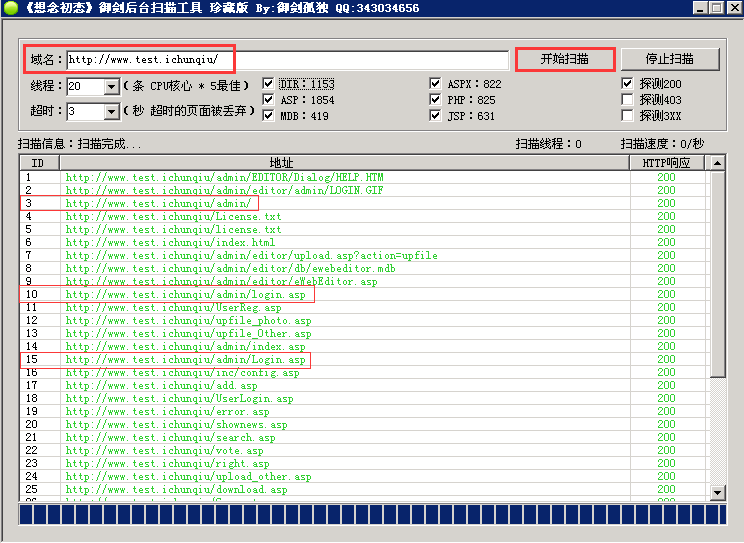 《想念初态》御剑后台扫描工具 珍藏版 By:御剑孤独 QQ:343034656
域名: http://www.test.ichunqiu/ 开始扫描 停止扫描
线程: 20 (条 CPU核心 * 5最佳) DIR:1153 ASPX:822 探测200
ASP:1854 PHP:825 探测403
超时: 3 (秒 超时的页面被丢弃) MDB:419 JSP:631 探测3XX
扫描信息:扫描完成... 扫描线程:0 扫描速度:0/秒
ID 地址 HTTP响应
1 http://www.test.ichunqiu/admin/EDITOR/Dialog/HELP.HTM 200
2 http://www.test.ichunqiu/admin/editor/admin/LOGIN.GIF 200
3 http://www.test.ichunqiu/admin/ 200
4 http://www.test.ichunqiu/License.txt 200
5 http://www.test.ichunqiu/license.txt 200
6 http://www.test.ichunqiu/index.html 200
7 http://www.test.ichunqiu/admin/editor/upload.asp?action=upfile 200
8 http://www.test.ichunqiu/admin/editor/db/ewebeditor.mdb 200
9 http://www.test.ichunqiu/admin/editor/eWebEditor.asp 200
10 http://www.test.ichunqiu/admin/login.asp 200
11 http://www.test.ichunqiu/UserReg.asp 200
12 http://www.test.ichunqiu/upfile_photo.asp 200
13 http://www.test.ichunqiu/upfile_Other.asp 200
14 http://www.test.ichunqiu/admin/index.asp 200
15 http://www.test.ichunqiu/admin/Login.asp 200
16 http://www.test.ichunqiu/inc/config.asp 200
17 http://www.test.ichunqiu/add.asp 200
18 http://www.test.ichunqiu/UserLogin.asp 200
19 http://www.test.ichunqiu/error.asp 200
20 http://www.test.ichunqiu/shownews.asp 200
21 http://www.test.ichunqiu/search.asp 200
22 http://www.test.ichunqiu/vote.asp 200
23 http://www.test.ichunqiu/right.asp 200
24 http://www.test.ichunqiu/upload_other.asp 200
25 http://www.test.ichunqiu/download.asp 200